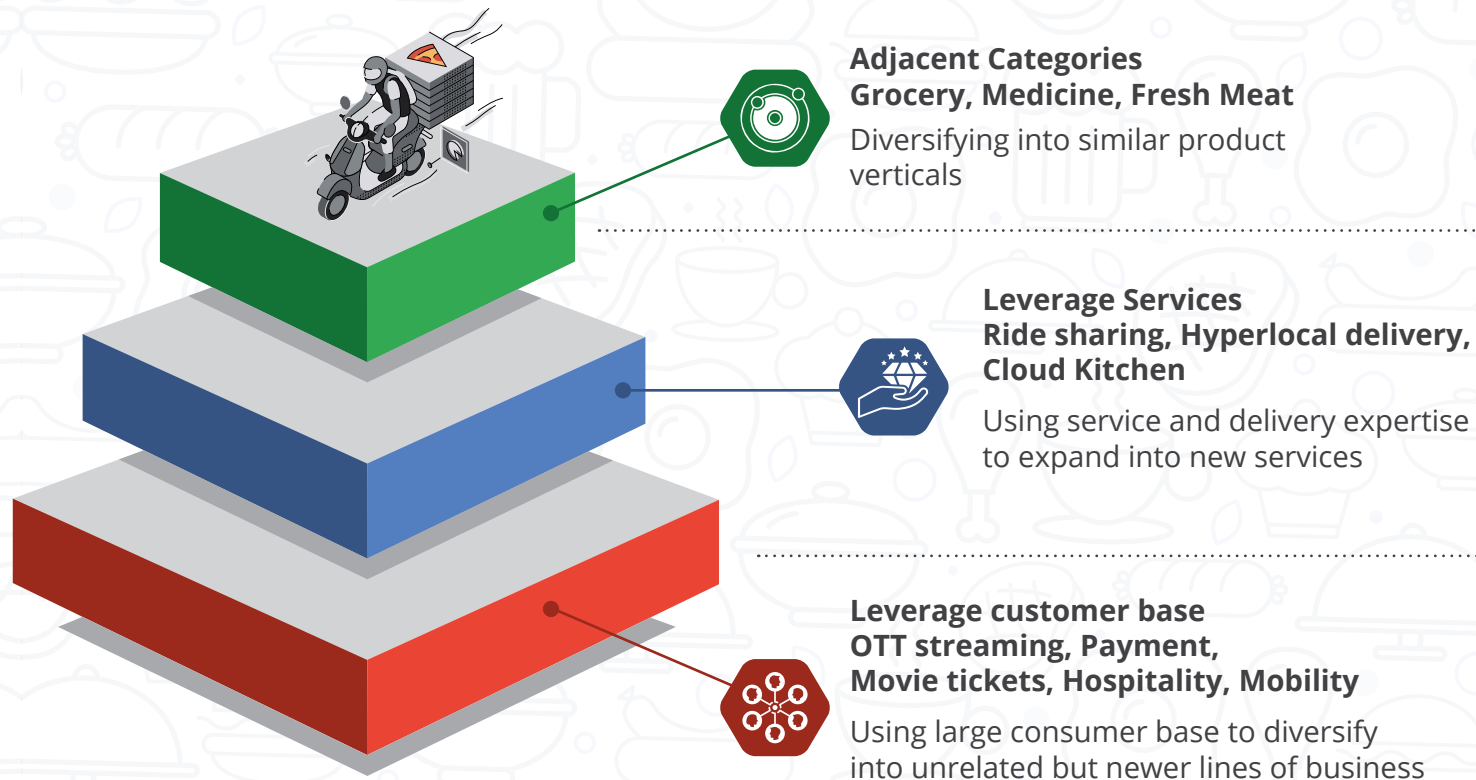 Adjacent Categories
Grocery, Medicine, Fresh Meat
Diversifying into similar product
verticals
Leverage Services
Ride sharing, Hyperlocal delivery,
Cloud Kitchen
Using service and delivery expertise
to expand into new services
Leverage customer base
OTT streaming, Payment,
Movie tickets, Hospitality, Mobility
Using large consumer base to diversify
into unrelated but newer lines of business